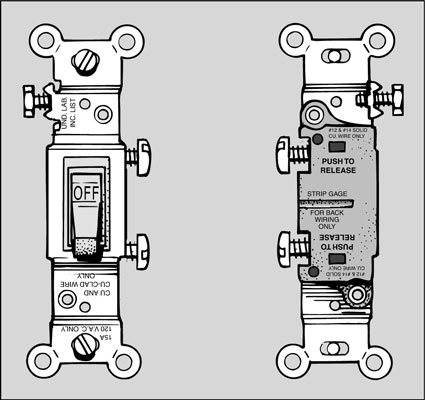 UND. LAB.
INC. LIST
OFF
CU AND
CU-CLAD WIRE
ONLY
15A
120 V.A.C. ONLY
#12 & #14 SOLID
CU. WIRE ONLY
PUSH TO
RELEASE
STRIP GAGE
FOR BACK
WIRING
ONLY
PUSH TO
RELEASE
#12 & #14 SOLID
CU WIRE ONLY